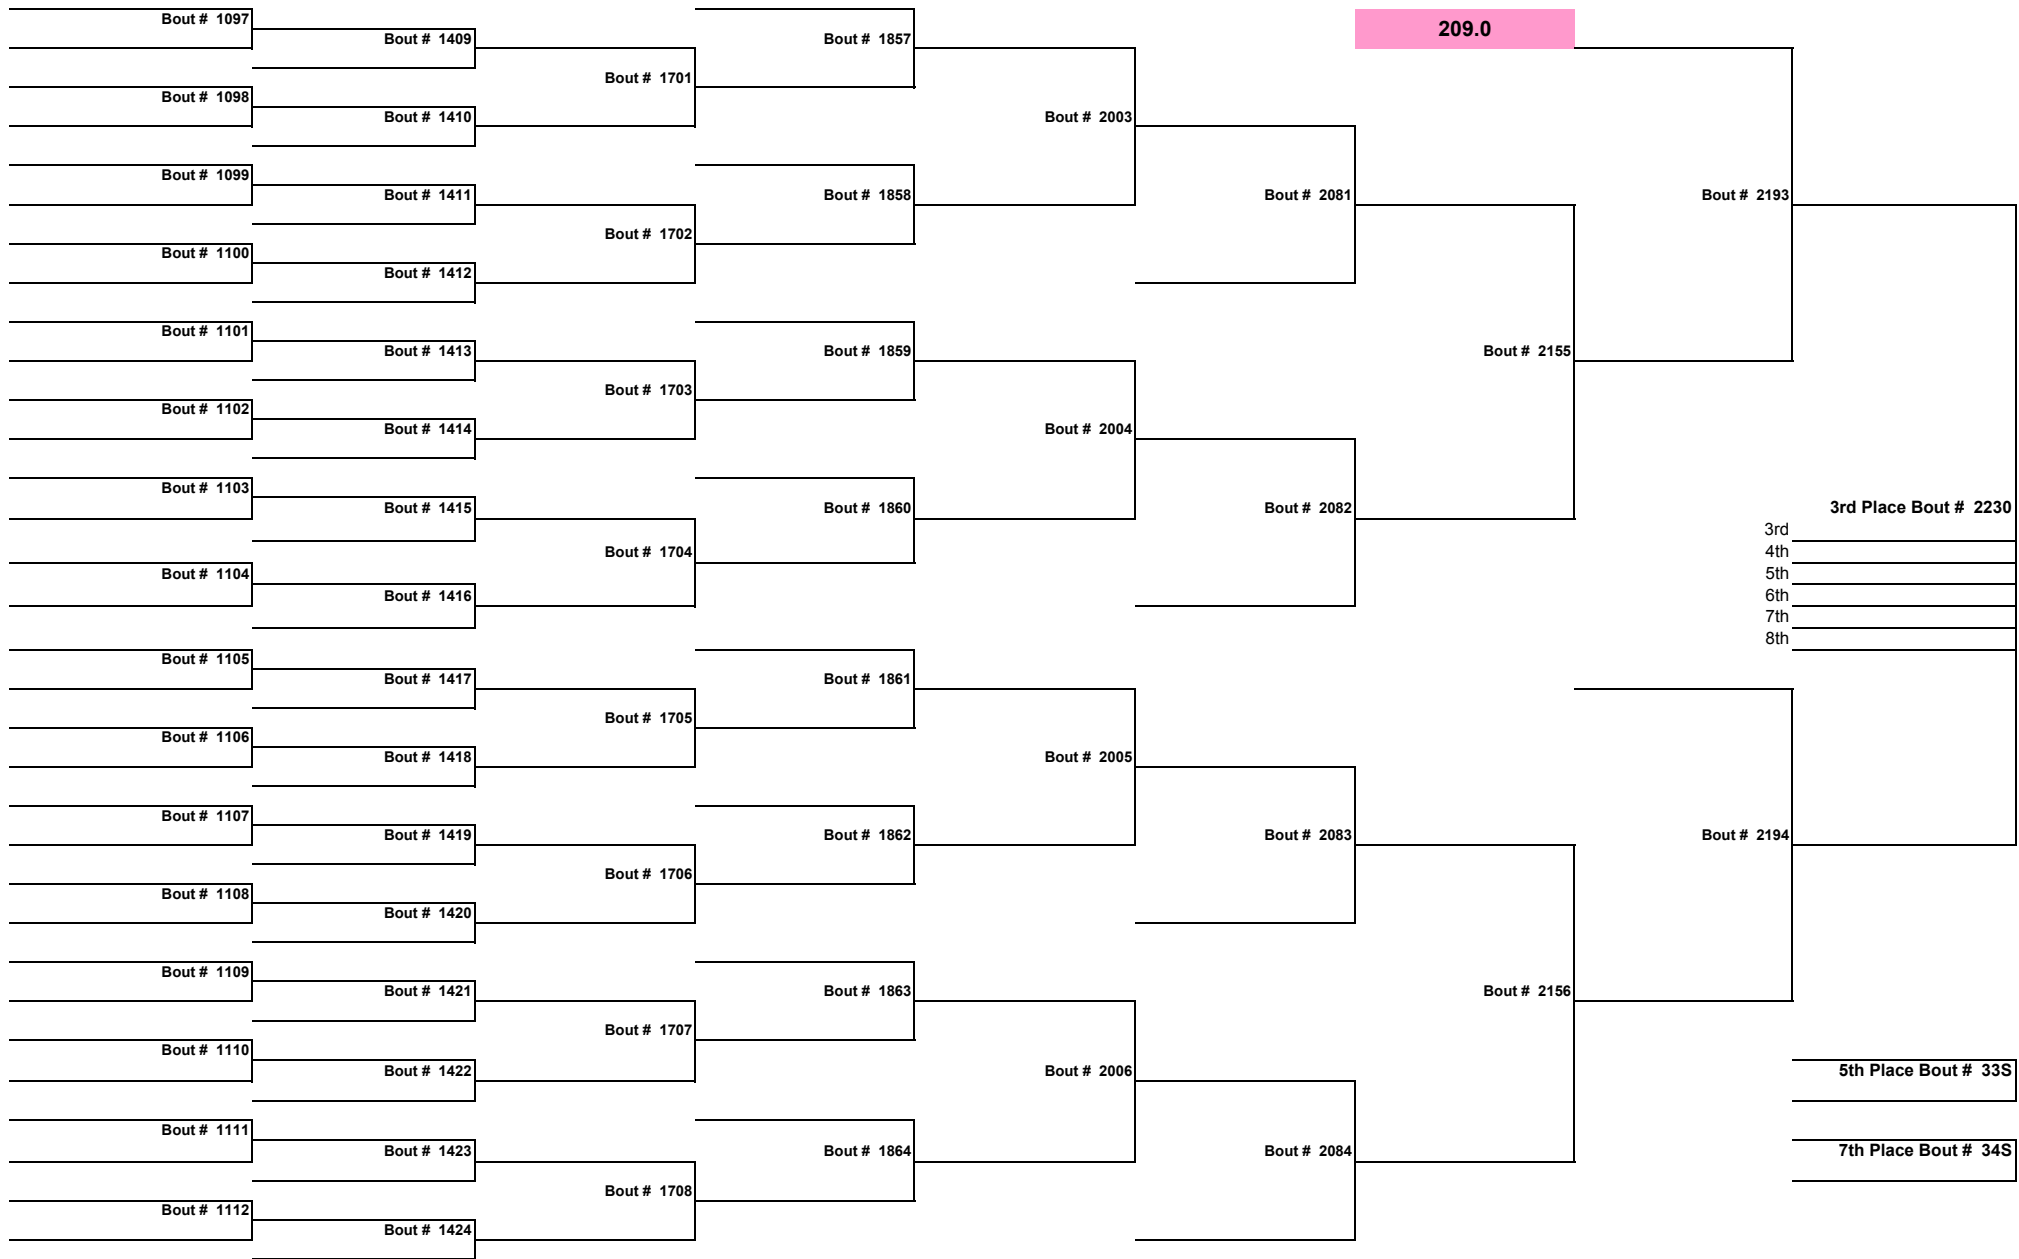 209.0
Bout # 1097
Bout # 1098
Bout # 1099
Bout # 1100
Bout # 1101
Bout # 1102
Bout # 1103
Bout # 1104
Bout # 1105
Bout # 1106
Bout # 1107
Bout # 1108
Bout # 1109
Bout # 1110
Bout # 1111
Bout # 1112
Bout # 1409
Bout # 1410
Bout # 1411
Bout # 1412
Bout # 1413
Bout # 1414
Bout # 1415
Bout # 1416
Bout # 1417
Bout # 1418
Bout # 1419
Bout # 1420
Bout # 1421
Bout # 1422
Bout # 1423
Bout # 1424
Bout # 1701
Bout # 1702
Bout # 1703
Bout # 1704
Bout # 1705
Bout # 1706
Bout # 1707
Bout # 1708
Bout # 1857
Bout # 1858
Bout # 1859
Bout # 1860
Bout # 1861
Bout # 1862
Bout # 1863
Bout # 1864
Bout # 2003
Bout # 2004
Bout # 2005
Bout # 2006
Bout # 2081
Bout # 2082
Bout # 2083
Bout # 2084
Bout # 2155
Bout # 2156
Bout # 2193
Bout # 2194
3rd Place Bout # 2230
3rd
4th
5th
6th
7th
8th
5th Place Bout # 33S
7th Place Bout # 34S